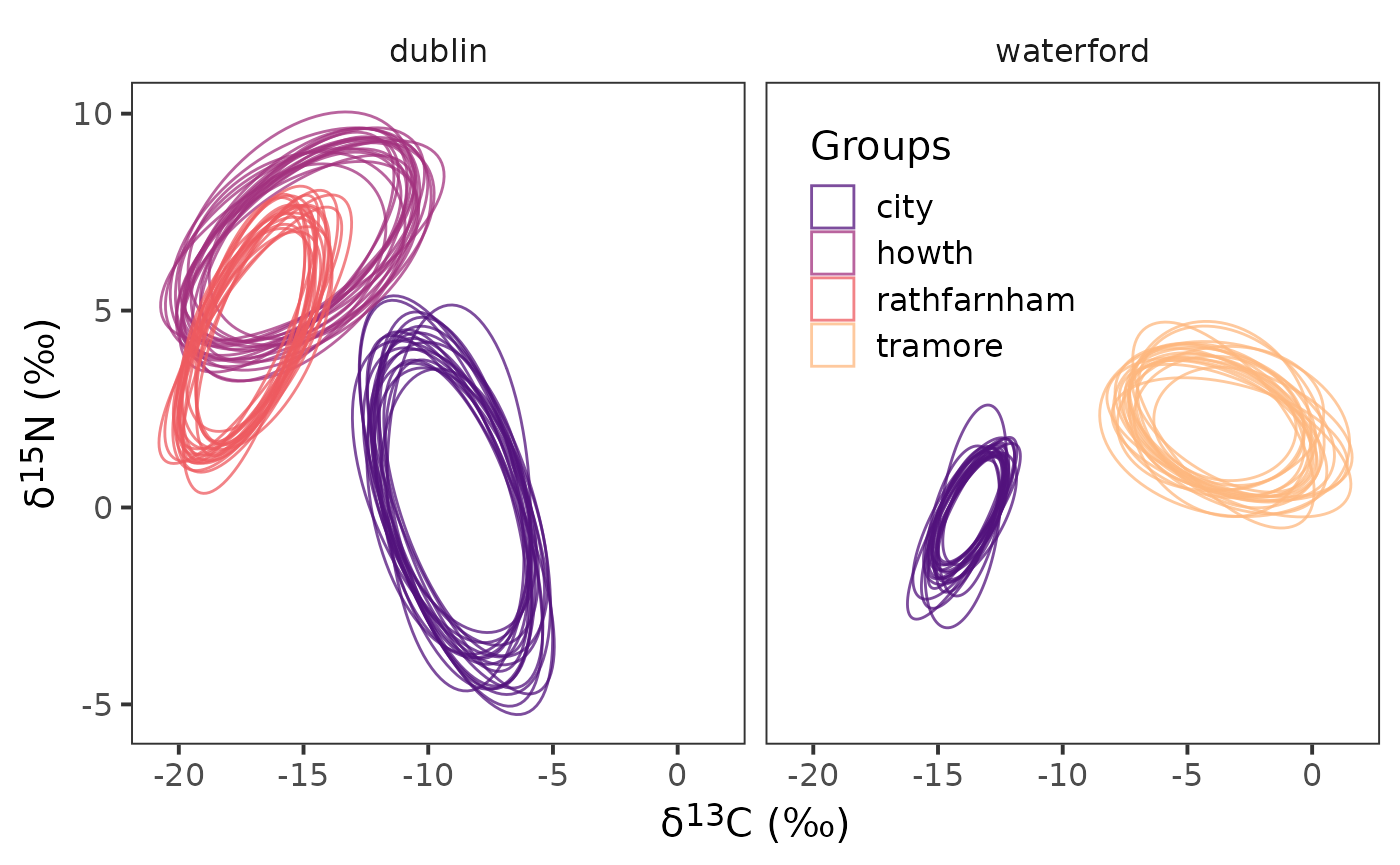 dublin
waterford
10
5
0
-5
δ¹⁵N (‰)
Groups
city
howth
rathfarnham
tramore
-20 -15 -10 -5 0
-20 -15 -10 -5 0
δ¹³C (‰)